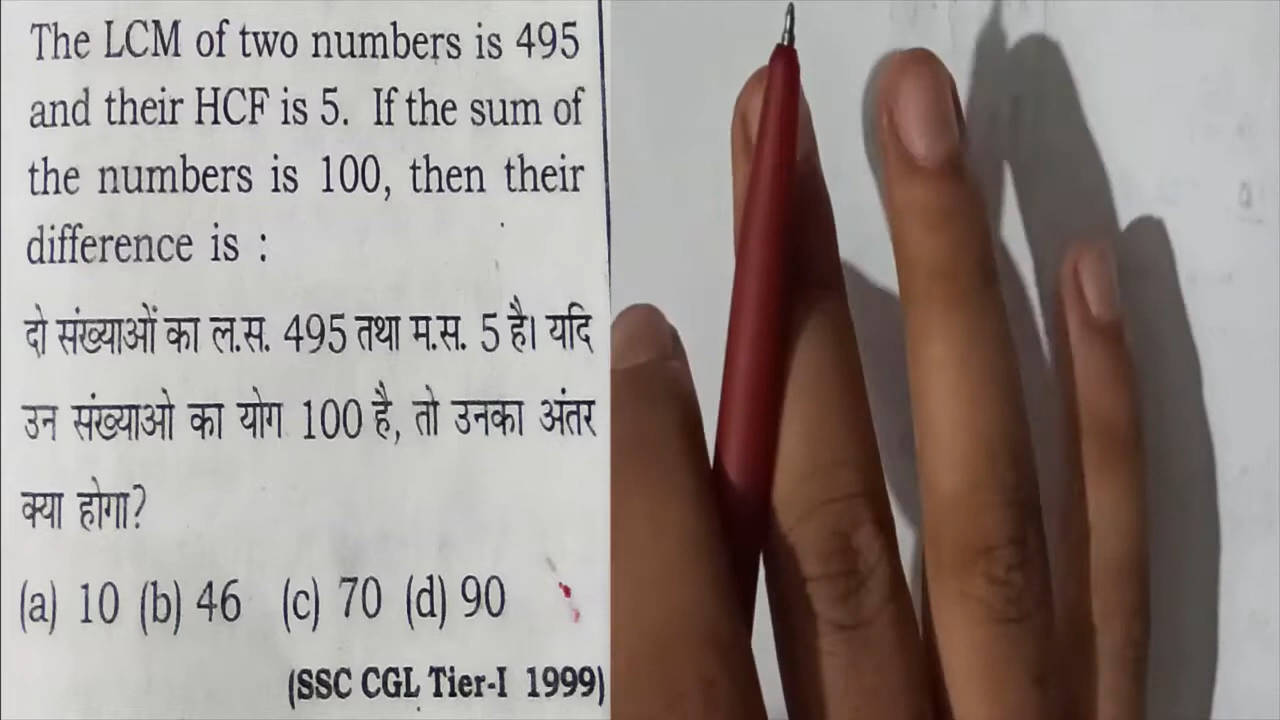 The LCM of two numbers is 495
and their HCF is 5. If the sum of
the numbers is 100, then their
difference is :
दो संख्याओं का ल.स. 495 तथा म.स. 5 है। यदि
उन संख्याओ का योग 100 है, तो उनका अंतर
क्या होगा?
(a) 10 (b) 46 (c) 70 (d) 90
(SSC CGL Tier-I 1999)